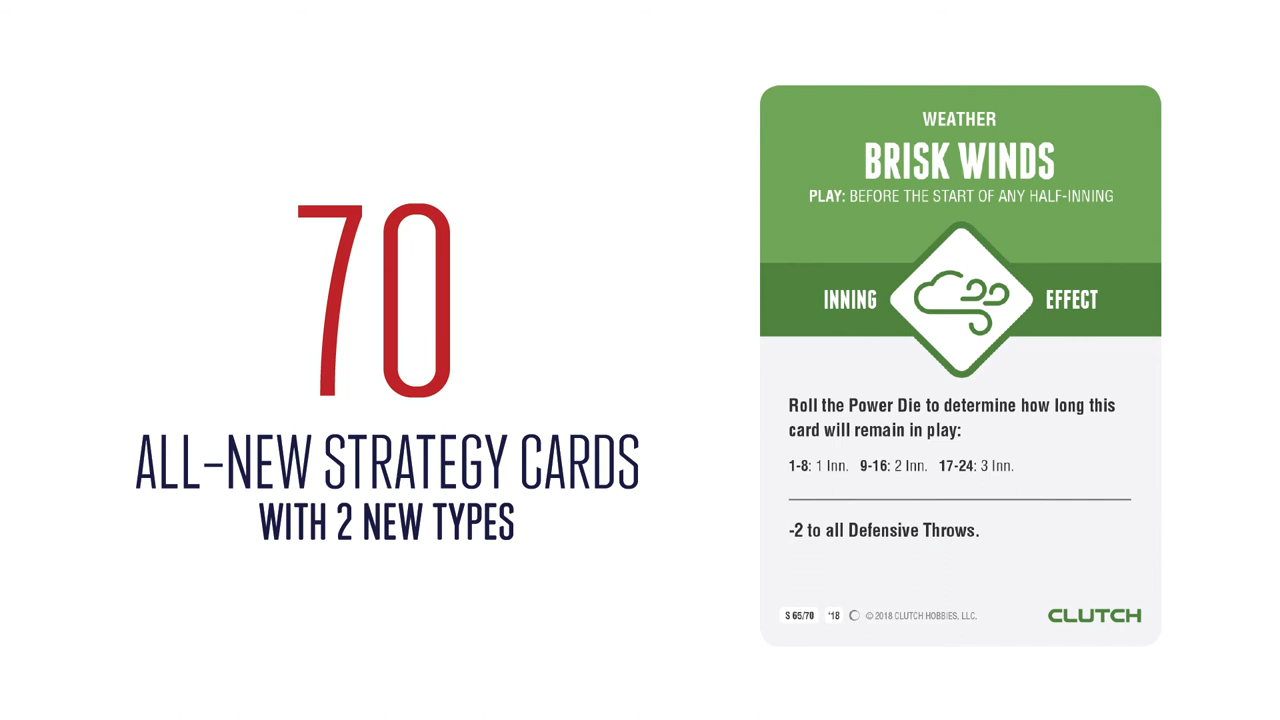 70
ALL-NEW STRATEGY CARDS
WITH 2 NEW TYPES
WEATHER
BRISK WINDS
PLAY: BEFORE THE START OF ANY HALF-INNING
INNING EFFECT
Roll the Power Die to determine how long this
card will remain in play:
1-8: 1 Inn. 9-16: 2 Inn. 17-24: 3 Inn.
-2 to all Defensive Throws.
S 65/70 '18 © 2018 CLUTCH HOBBIES, LLC. CLUTCH